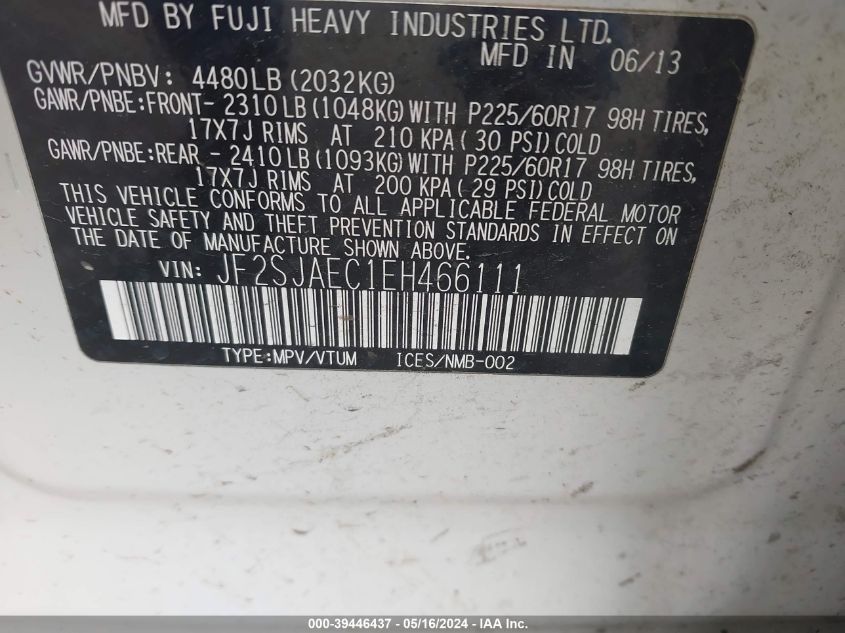 MFD BY FUJI HEAVY INDUSTRIES LTD.
MFD IN 06/13
GVWR/PNBV: 4480LB(2032KG)
GAWR/PNBE:FRONT- 2310LB(1048KG)WITH P225/60R17 98H TIRES,
17X7J RIMS AT 210 KPA(30 PSI)COLD
GAWR/PNBE:REAR - 2410LB(1093KG)WITH P225/60R17 98H TIRES,
17X7J RIMS AT 200 KPA(29 PSI)COLD
THIS VEHICLE CONFORMS TO ALL APPLICABLE FEDERAL MOTOR
VEHICLE SAFETY AND THEFT PREVENTION STANDARDS IN EFFECT ON
THE DATE OF MANUFACTURE SHOWN ABOVE.
VIN: JF2SJAEC1EH466111
TYPE:MPV/VTUM ICES/NMB-002
000-39446437 - 05/16/2024 - IAA Inc.